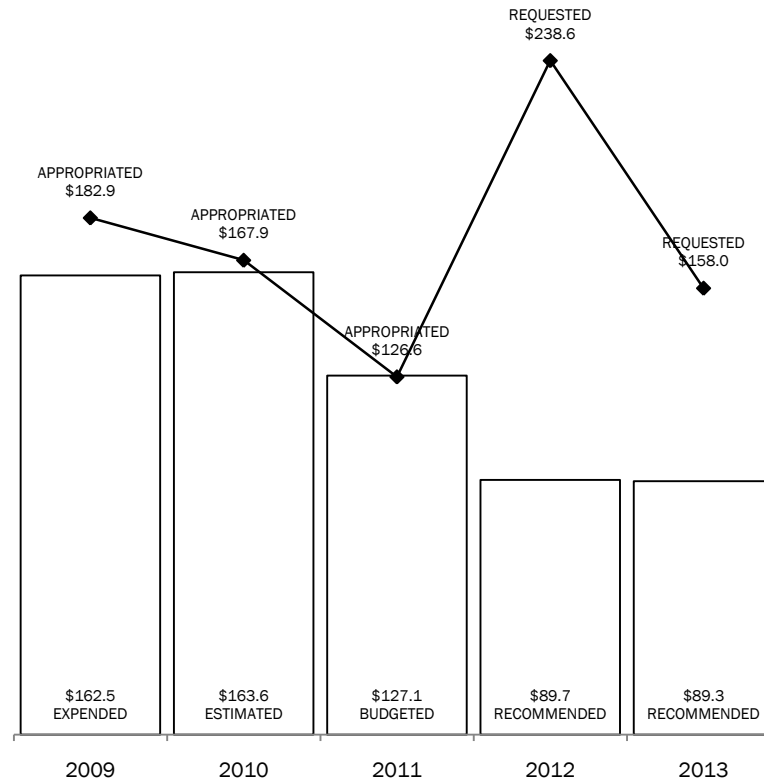 REQUESTED
$238.6
APPROPRIATED
$182.9
APPROPRIATED
$167.9
REQUESTED
$158.0
APPROPRIATED
$126.6
$162.5
EXPENDED
$163.6
ESTIMATED
$127.1
BUDGETED
$89.7
RECOMMENDED
$89.3
RECOMMENDED
2009
2010
2011
2012
2013